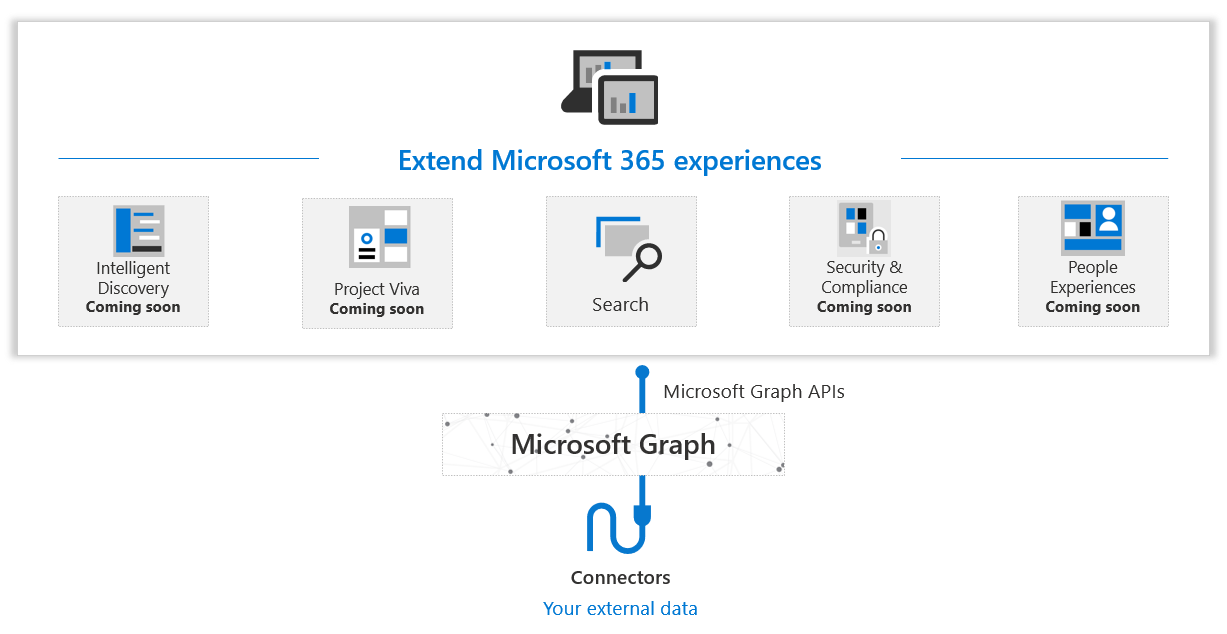 Extend Microsoft 365 experiences
Intelligent
Discovery
Coming soon
Project Viva
Coming soon
Search
Security &
Compliance
Coming soon
People
Experiences
Coming soon
Microsoft Graph APIs
Microsoft Graph
Connectors
Your external data